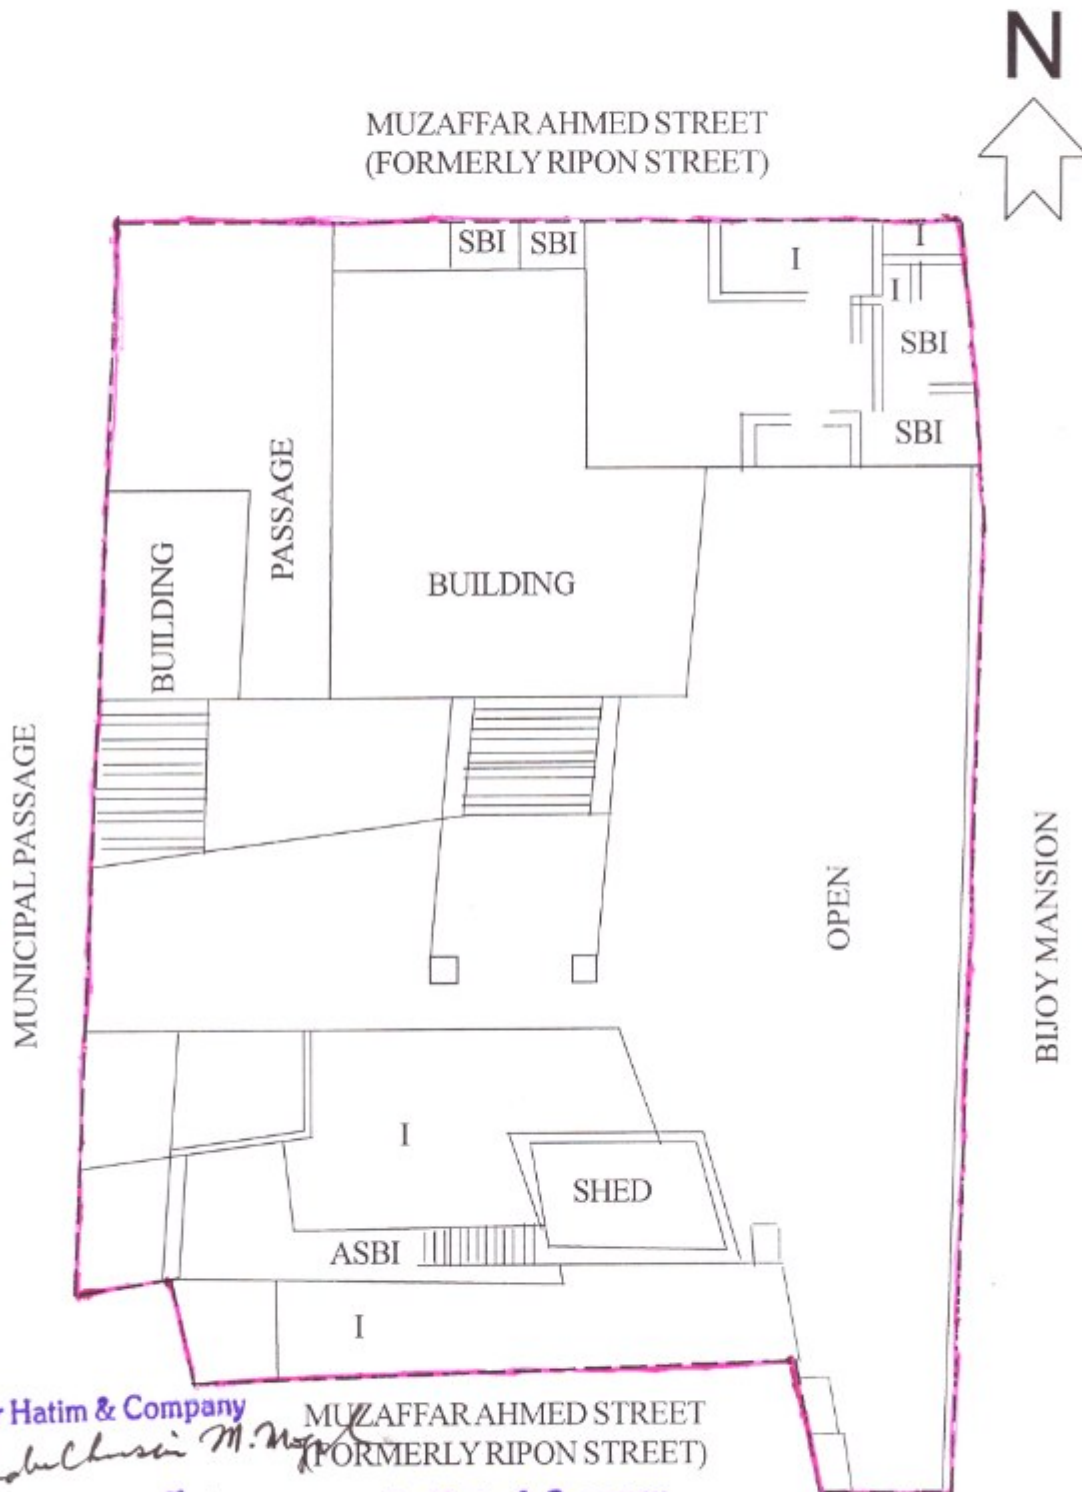 N
MUZAFFAR AHMED STREET
(FORMERLY RIPON STREET)
SBI
SBI
I
I
I
SBI
SBI
PASSAGE
BUILDING
BUILDING
MUNICIPAL PASSAGE
OPEN
BIJOY MANSION
I
SHED
ASBI
I
Hatim & Company
MUZAFFAR AHMED STREET
(FORMERLY RIPON STREET)